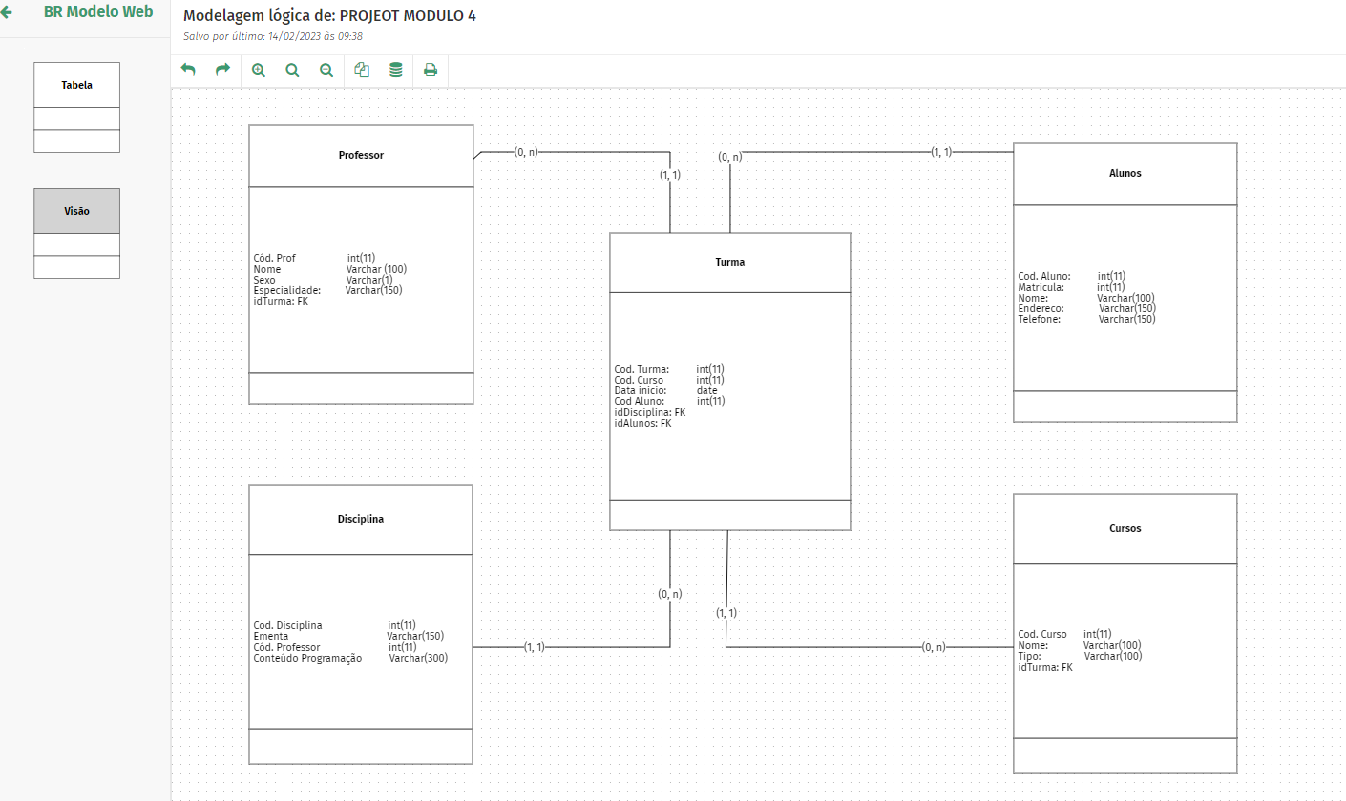 BR Modelo Web
Modelagem lógica de: PROJEOT MODULO 4
Salvo por último: 14/02/2023 às 09:38
Tabela
Visão
Professor
Cód. Prof int(11)
Nome Varchar (100)
Sexo Varchar(1)
Especialidade: Varchar(150)
idTurma: FK
(0, n)
(1, 1)
(0, n)
(1, 1)
Alunos
Cod. Aluno: int(11)
Matricula: int(11)
Nome: Varchar(100)
Endereco: Varchar(150)
Telefone: Varchar(150)
Turma
Cod. Turma: int(11)
Cod. Curso int(11)
Data inicio: date
Cod Aluno: int(11)
idDisciplina: FK
idAlunos: FK
Disciplina
Cod. Disciplina int(11)
Ementa Varchar(150)
Cód. Professor int(11)
Conteúdo Programação Varchar(300)
(0, n)
(1, 1)
(1, 1)
(0, n)
Cursos
Cod. Curso int(11)
Nome: Varchar(100)
Tipo: Varchar(100)
idTurma: FK